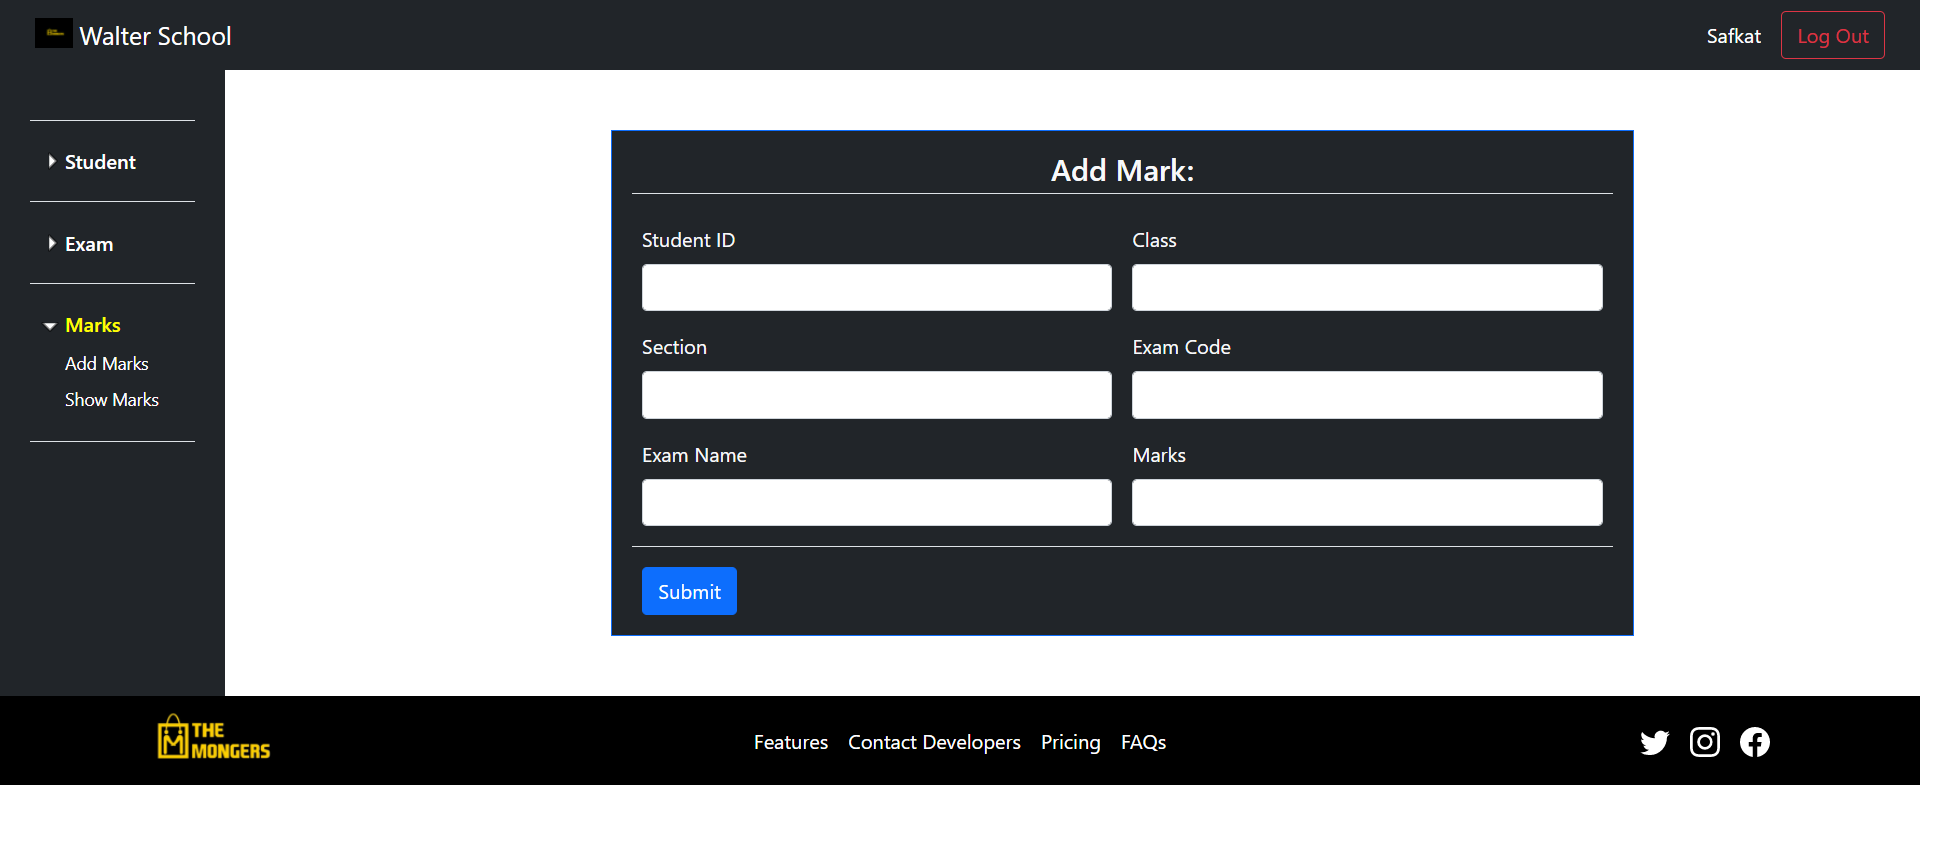 Walter School
Safkat
Log Out
Student
Exam
Marks
Add Marks
Show Marks
Add Mark:
Student ID
Class
Section
Exam Code
Exam Name
Marks
Submit
THE
MONGERS
Features
Contact Developers
Pricing
FAQs